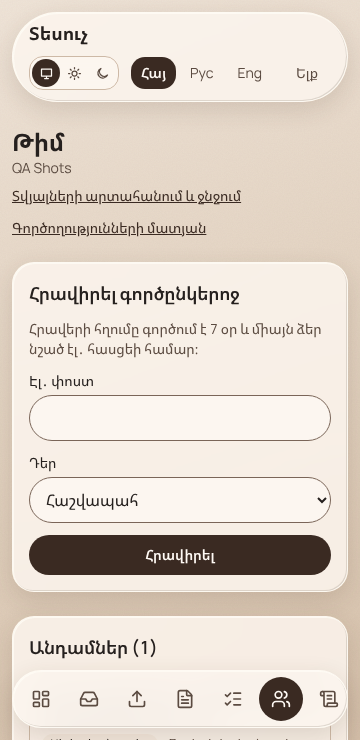 Տեսուչ
Հայ Рус Eng Ելք
Թիմ
QA Shots
Տվյալների արտահանում և ջնջում
Գործողությունների մատյան
Հրավիրել գործընկերոջ
Հրավերի հղումը գործում է 7 օր և միայն ձեր
նշած էլ․ հասցեի համար։
Էլ․ փոստ
Դեր
Հաշվապահ
Հրավիրել
Անդամներ (1)